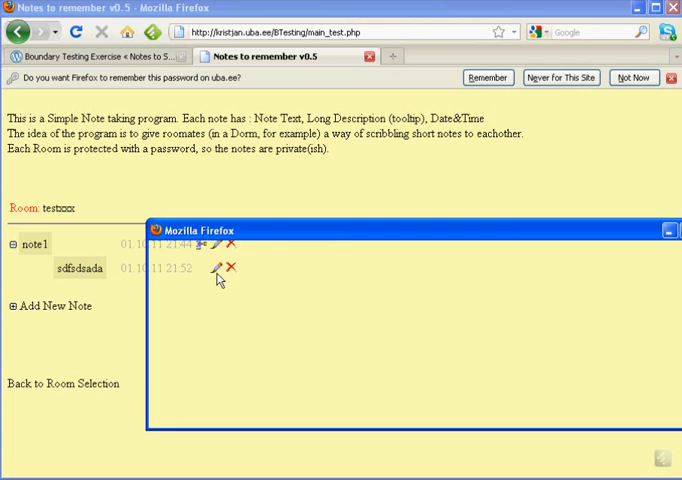 Notes to remember v0.5 - Mozilla Firefox
http://kristjan.uba.ee/BTesting/main_test.php
Google
Boundary Testing Exercise « Notes to S...
Notes to remember v0.5
Do you want Firefox to remember this password on uba.ee?
Remember
Never for This Site
Not Now
This is a Simple Note taking program. Each note has : Note Text, Long Description (tooltip), Date&Time
The idea of the program is to give roomates (in a Dorm, for example) a way of scribbling short notes to eachother.
Each Room is protected with a password, so the notes are private(ish).
Room: testxxx
Mozilla Firefox
note1 01.10.11 21:44
sdfsdsada 01.10.11 21:52
Add New Note
Back to Room Selection